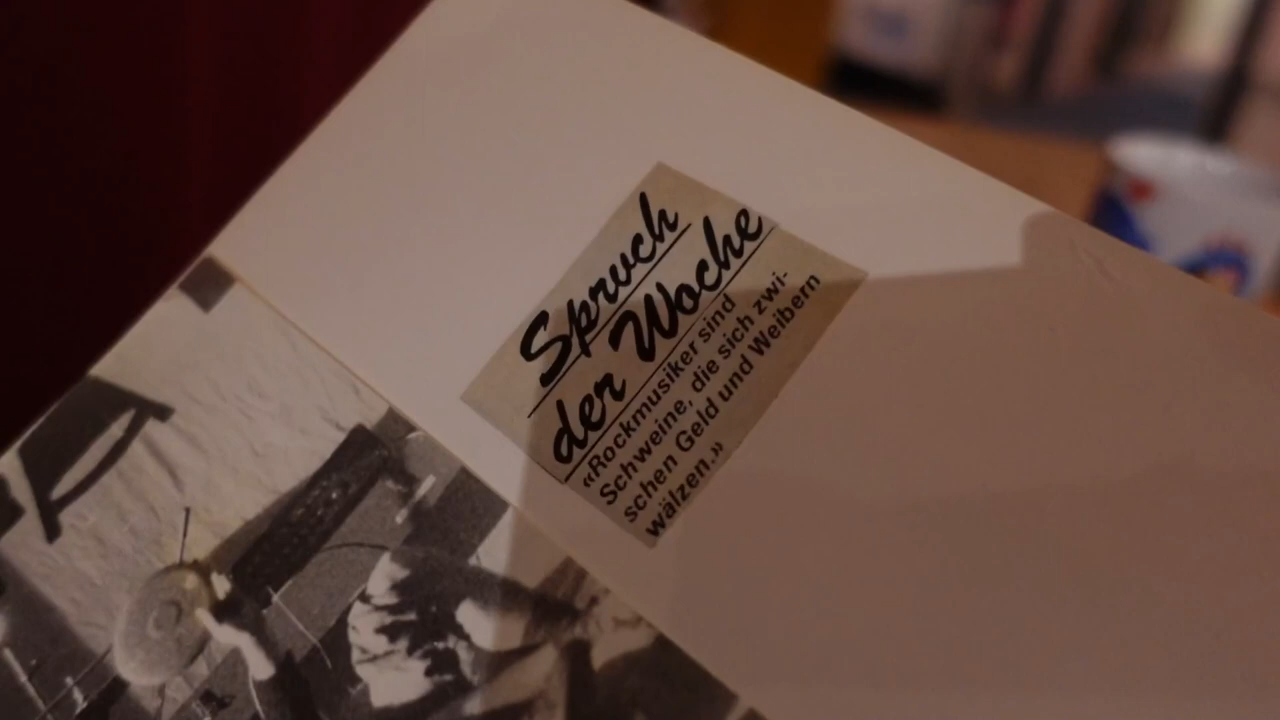 Spruch
der Woche
«Rockmusiker sind
Schweine, die sich zwi-
schen Geld und Weibern
wälzen.»